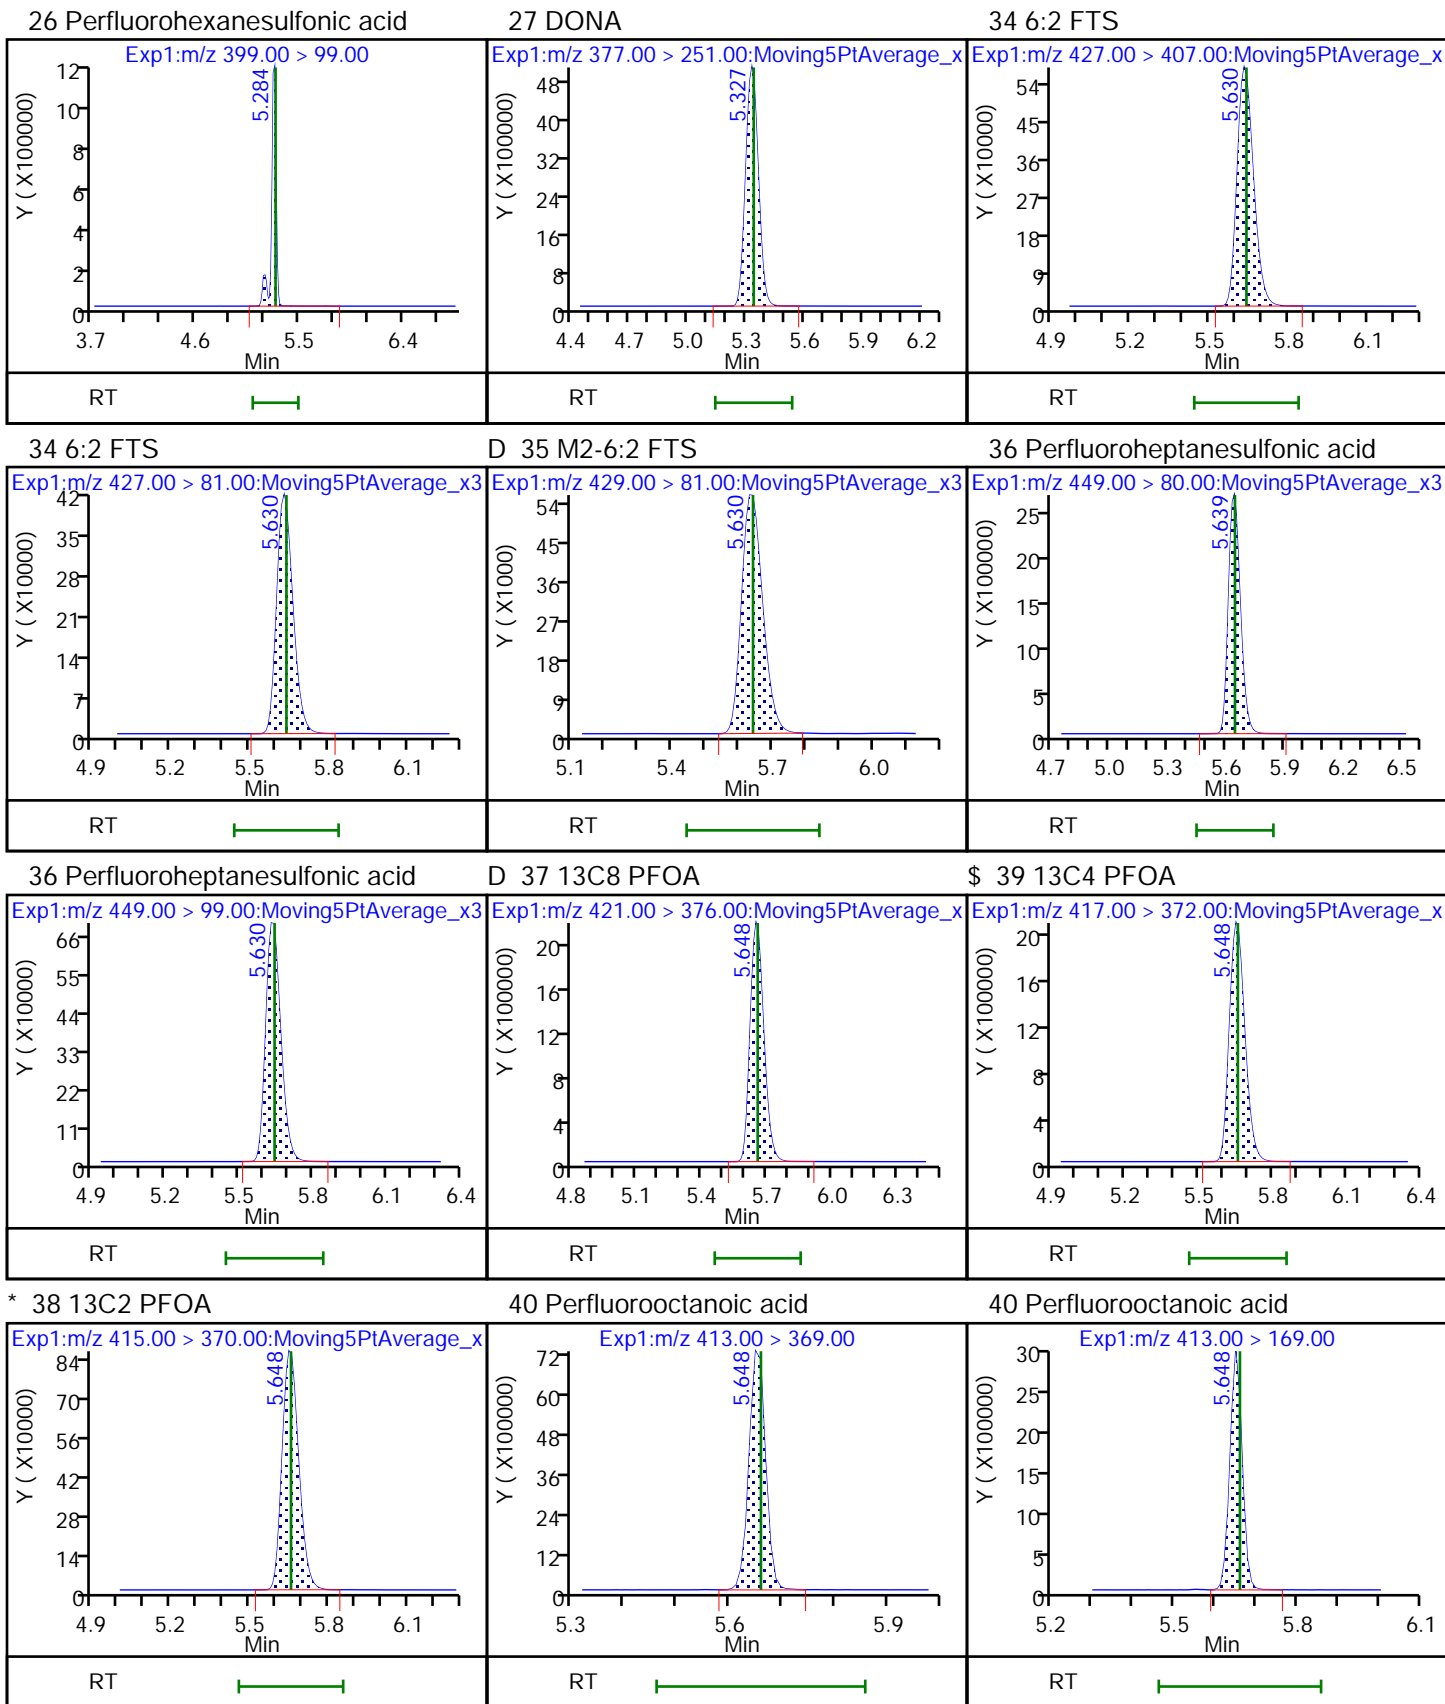 26 Perfluorohexanesulfonic acid
Exp1:m/z 399.00 > 99.00
5.284
Y ( X100000)
12
10
8
6
4
2
0
3.7 4.6 5.5 6.4
Min
RT
27 DONA
Exp1:m/z 377.00 > 251.00:Moving5PtAverage_x
5.327
Y ( X100000)
48
40
32
24
16
8
0
4.4 4.7 5.0 5.3 5.6 5.9 6.2
Min
RT
34 6:2 FTS
Exp1:m/z 427.00 > 407.00:Moving5PtAverage_x
5.630
Y ( X10000)
54
45
36
27
18
9
0
4.9 5.2 5.5 5.8 6.1
Min
RT
34 6:2 FTS
Exp1:m/z 427.00 > 81.00:Moving5PtAverage_x3
5.630
Y ( X10000)
42
35
28
21
14
7
0
4.9 5.2 5.5 5.8 6.1
Min
RT
D 35 M2-6:2 FTS
Exp1:m/z 429.00 > 81.00:Moving5PtAverage_x3
5.630
Y ( X1000)
54
45
36
27
18
9
0
5.1 5.4 5.7 6.0
Min
RT
36 Perfluoroheptanesulfonic acid
Exp1:m/z 449.00 > 80.00:Moving5PtAverage_x3
5.639
Y ( X100000)
25
20
15
10
5
0
4.7 5.0 5.3 5.6 5.9 6.2 6.5
Min
RT
36 Perfluoroheptanesulfonic acid
Exp1:m/z 449.00 > 99.00:Moving5PtAverage_x3
5.630
Y ( X10000)
66
55
44
33
22
11
0
4.9 5.2 5.5 5.8 6.1 6.4
Min
RT
D 37 13C8 PFOA
Exp1:m/z 421.00 > 376.00:Moving5PtAverage_x
5.648
Y ( X100000)
20
16
12
8
4
0
4.8 5.1 5.4 5.7 6.0 6.3
Min
RT
$ 39 13C4 PFOA
Exp1:m/z 417.00 > 372.00:Moving5PtAverage_x
5.648
Y ( X100000)
20
16
12
8
4
0
4.9 5.2 5.5 5.8 6.1 6.4
Min
RT
* 38 13C2 PFOA
Exp1:m/z 415.00 > 370.00:Moving5PtAverage_x
5.648
Y ( X10000)
84
70
56
42
28
14
0
4.9 5.2 5.5 5.8 6.1
Min
RT
40 Perfluorooctanoic acid
Exp1:m/z 413.00 > 369.00
5.648
Y ( X100000)
72
60
48
36
24
12
0
5.3 5.6 5.9
Min
RT
40 Perfluorooctanoic acid
Exp1:m/z 413.00 > 169.00
5.648
Y ( X100000)
30
25
20
15
10
5
0
5.2 5.5 5.8 6.1
Min
RT